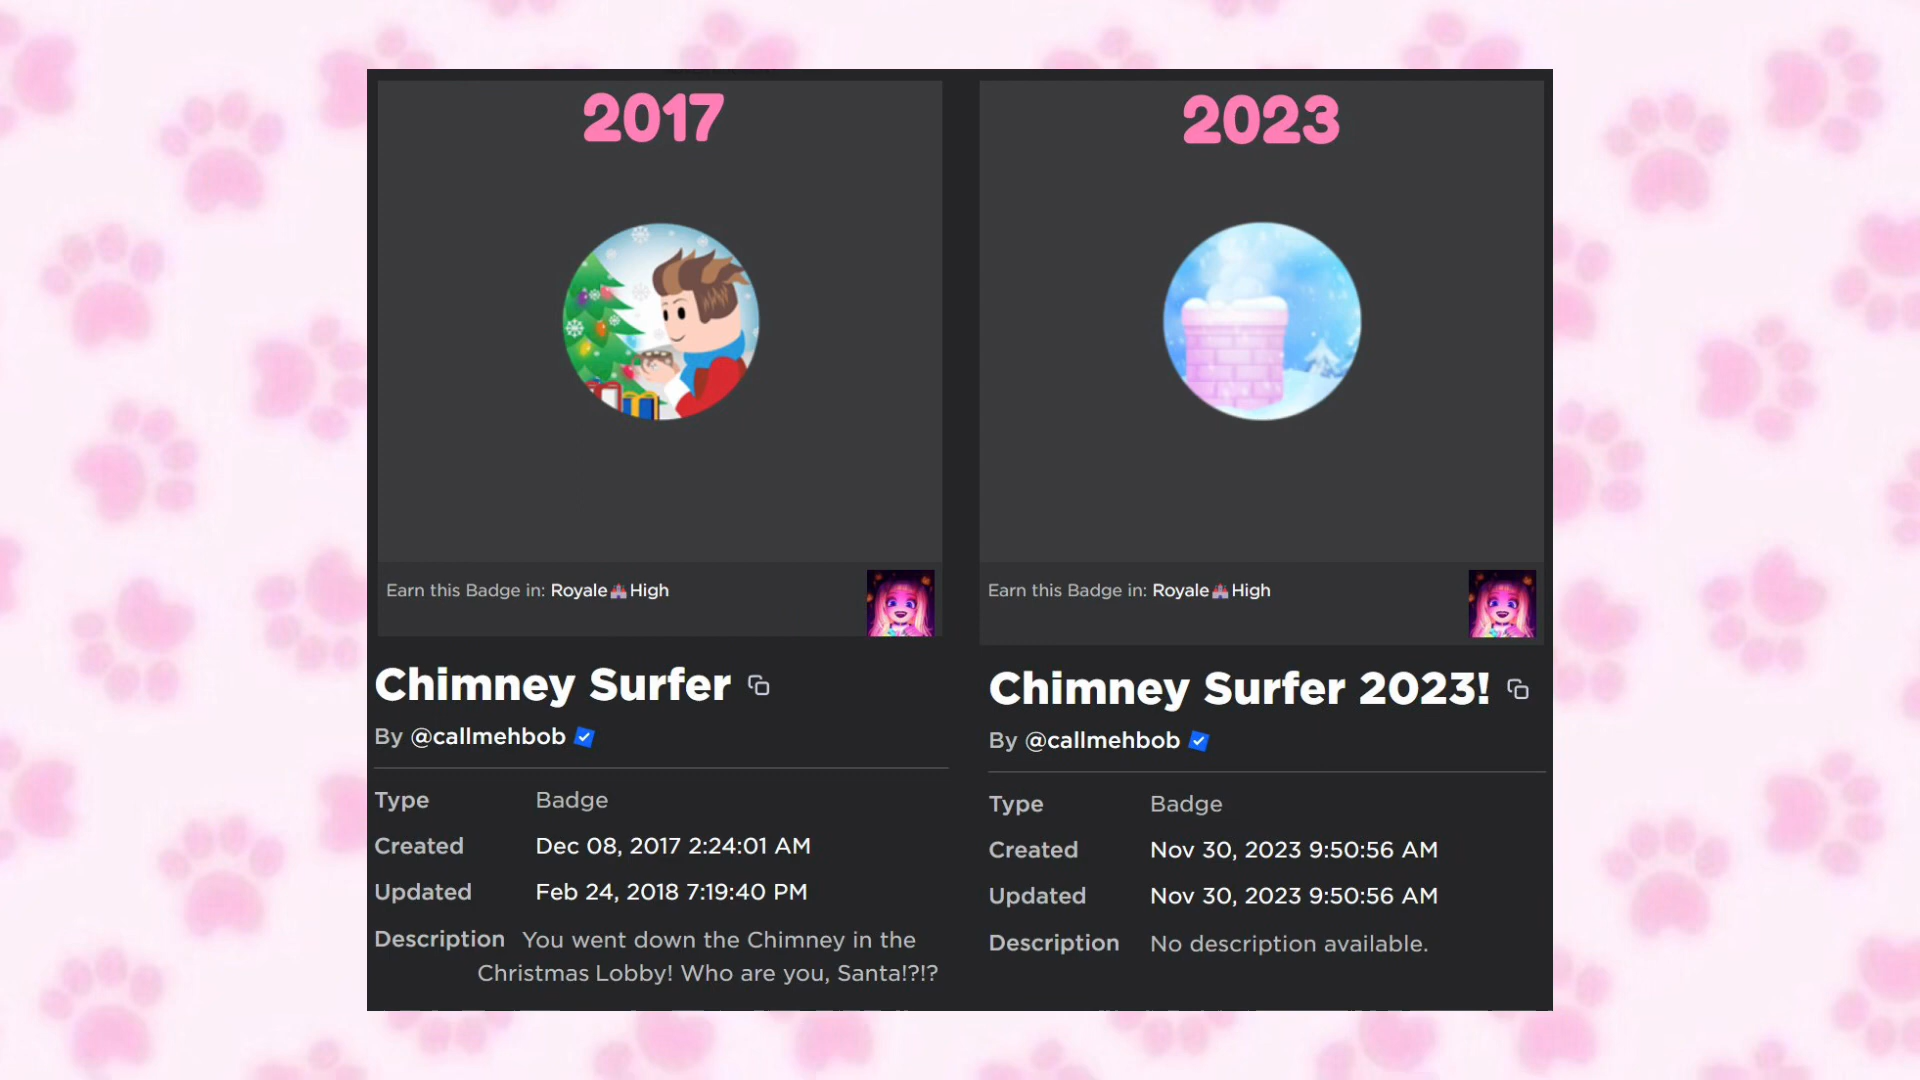 2017
Earn this Badge in: Royale🏰High
Chimney Surfer
By @callmehbob
Type Badge
Created Dec 08, 2017 2:24:01 AM
Updated Feb 24, 2018 7:19:40 PM
Description You went down the Chimney in the
Christmas Lobby! Who are you, Santa!?!?
2023
Earn this Badge in: Royale🏰High
Chimney Surfer 2023!
By @callmehbob
Type Badge
Created Nov 30, 2023 9:50:56 AM
Updated Nov 30, 2023 9:50:56 AM
Description No description available.